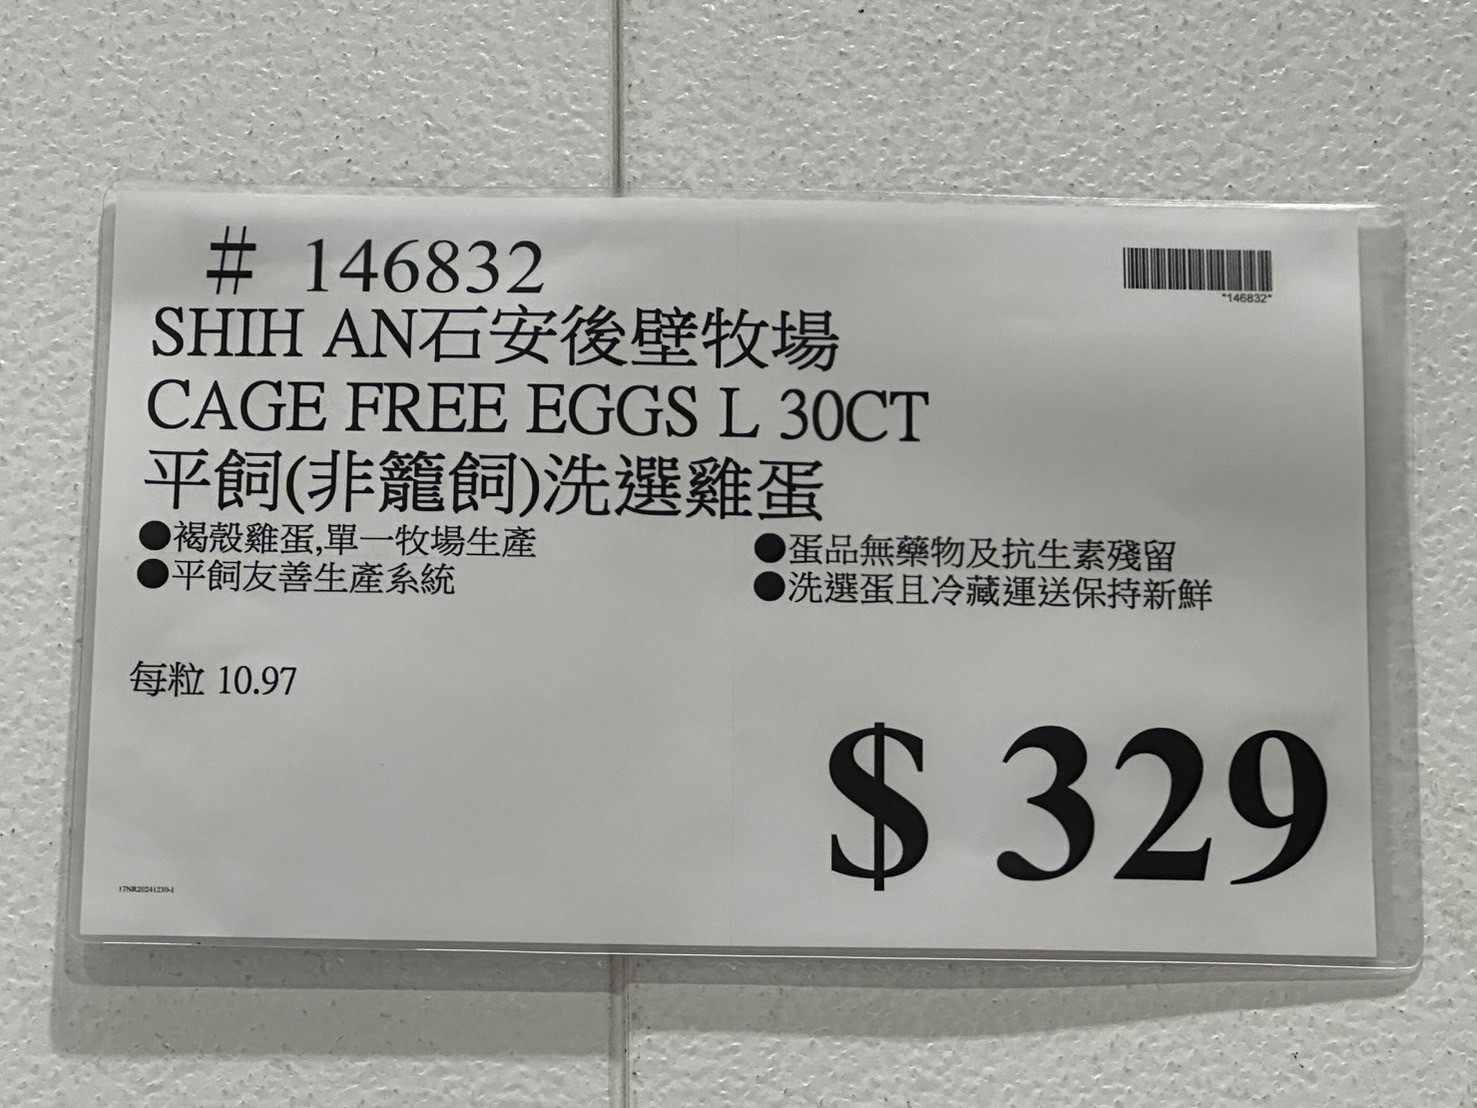 # 146832
"146832"
SHIH AN石安後壁牧場
CAGE FREE EGGS L 30CT
平飼(非籠飼)洗選雞蛋
●褐殼雞蛋,單一牧場生產
●平飼友善生產系統
●蛋品無藥物及抗生素殘留
●洗選蛋且冷藏運送保持新鮮
每粒 10.97
$ 329
17NR20241230-1